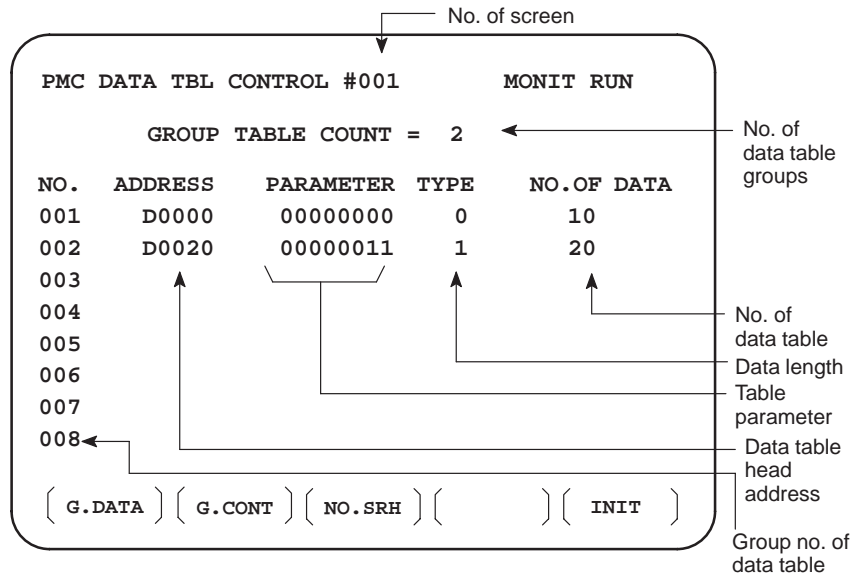 No. of screen
PMC DATA TBL CONTROL #001 MONIT RUN
GROUP TABLE COUNT = 2
No. of
data table
groups
NO. ADDRESS PARAMETER TYPE NO.OF DATA
001 D0000 00000000 0 10
002 D0020 00000011 1 20
003
004
005
006
007
008
No. of
data table
Data length
Table
parameter
Data table
head
address
G.DATA G.CONT NO.SRH INIT
Group no. of
data table